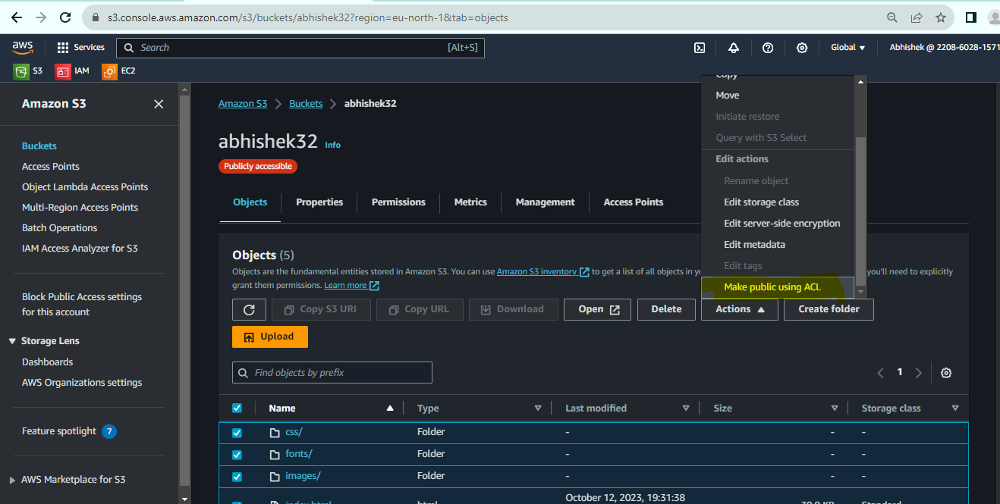 s3.console.aws.amazon.com/s3/buckets/abhishek32?region=eu-north-1&tab=objects
aws
Services
Search
[Alt+S]
Global
Abhishek @ 2208-6028-1571
S3
IAM
EC2
Amazon S3
Buckets
Access Points
Object Lambda Access Points
Multi-Region Access Points
Batch Operations
IAM Access Analyzer for S3
Block Public Access settings
for this account
Storage Lens
Dashboards
AWS Organizations settings
Feature spotlight 7
AWS Marketplace for S3
Amazon S3 > Buckets > abhishek32
abhishek32 Info
Publicly accessible
Objects
Properties
Permissions
Metrics
Management
Access Points
Copy
Move
Initiate restore
Query with S3 Select
Edit actions
Rename object
Edit storage class
Edit server-side encryption
Edit metadata
Edit tags
Make public using ACL
Objects (5)
Objects are the fundamental entities stored in Amazon S3. You can use Amazon S3 inventory to get a list of all objects in yo you'll need to explicitly
grant them permissions. Learn more
Copy S3 URI
Copy URL
Download
Open
Delete
Actions
Create folder
Upload
Find objects by prefix
1
Name Type Last modified Size Storage class
css/ Folder - - -
fonts/ Folder - - -
images/ Folder - - -
October 12, 2023, 19:31:38
index.html html Standard